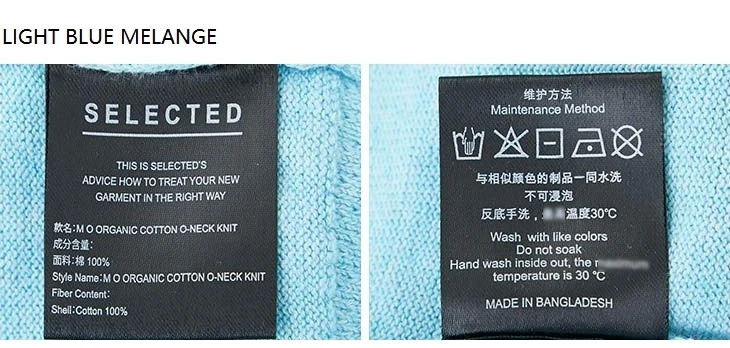 LIGHT BLUE MELANGE
SELECTED
THIS IS SELECTED'S
ADVICE HOW TO TREAT YOUR NEW
GARMENT IN THE RIGHT WAY
款名:M O ORGANIC COTTON O-NECK KNIT
成分含量:
面料:棉 100%
Style Name:M O ORGANIC COTTON O-NECK KNIT
Fiber Content:
Shell:Cotton 100%
维护方法
Maintenance Method
与相似颜色的制品一同水洗
不可浸泡
反底手洗，温度30℃
Wash with like colors
Do not soak
Hand wash inside out, the
temperature is 30 ℃
MADE IN BANGLADESH